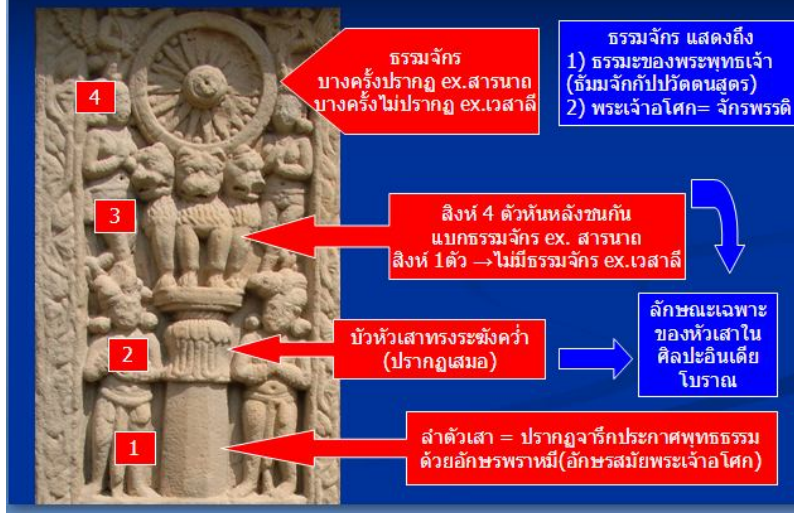 ธรรมจักร
บางครั้งปรากฏ ex.สารนาถ
บางครั้งไม่ปรากฏ ex.เวสาลี
ธรรมจักร แสดงถึง
1) ธรรมะของพระพุทธเจ้า
(ธัมมจักกัปปวัตตนสูตร)
2) พระเจ้าอโศก= จักรพรรดิ
4
3
สิงห์ 4 ตัวหันหลังชนกัน
แบกธรรมจักร ex. สารนาถ
สิงห์ 1ตัว →ไม่มีธรรมจักร ex.เวสาลี
2
บัวหัวเสาทรงระฆังคว่ำ
(ปรากฏเสมอ)
ลักษณะเฉพาะ
ของหัวเสาใน
ศิลปะอินเดีย
โบราณ
1
ลำตัวเสา = ปรากฏจารึกประกาศพุทธธรรม
ด้วยอักษรพราหมี(อักษรสมัยพระเจ้าอโศก)